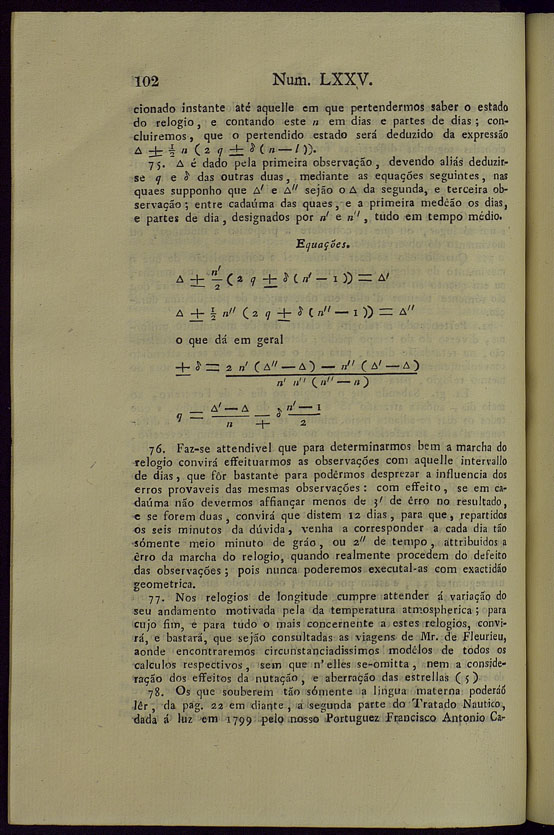 102 Num. LXXV.
cionado instante até aquelle em que pertendermos saber o estado
do relogio, e contando este n em dias e partes de dias; con-
cluiremos, que o pertendido estado será deduzido da expressão
Δ ± ½ n (2 q ± δ (n — 1)).
75. Δ é dado pela primeira observação, devendo aliás deduzir-
se q e δ das outras duas, mediante as equações seguintes, nas
quaes supponho que Δ' e Δ'' sejão o Δ da segunda, e terceira ob-
servação; entre cadaúma das quaes, e a primeira medêão os dias,
e partes de dia, designados por n' e n'', tudo em tempo médio.
Equações.
Δ ± n'/2 (2 q ± δ (n' — 1)) = Δ'
Δ ± ½ n'' (2 q ± δ (n'' — 1)) = Δ''
o que dá em geral
± δ = 2 n' (Δ'' — Δ) — n'' (Δ' — Δ)
n' n'' (n'' — n)
q = Δ' — Δ / n ∓ δ n' — 1 / 2
76. Faz-se attendivel que para determinarmos bem a marcha do
relogio convirá effeituarmos as observações com aquelle intervallo
de dias, que fôr bastante para podêrmos desprezar a influencia dos
erros provaveis das mesmas observações: com effeito, se em ca-
daúma não devermos affiançar menos de 3' de êrro no resultado,
e se forem duas, convirá que distem 12 dias, para que, repartidos
os seis minutos da dúvida, venha a corresponder a cada dia tão
sómente meio minuto de gráo, ou 2'' de tempo, attribuidos a
êrro da marcha do relogio, quando realmente procedem do defeito
das observações; pois nunca poderemos executal-as com exactidão
geometrica.
77. Nos relogios de longitude cumpre attender á variação do
seu andamento motivada pela da temperatura atmospherica; para
cujo fim, e para tudo o mais concernente a estes relogios, convi-
rá, e bastará, que sejão consultadas as viagens de Mr. de Fleurieu,
aonde encontraremos circunstanciadissimos modêlos de todos os
calculos respectivos, sem que n'elles se-omitta, nem a conside-
ração dos effeitos da nutação, e aberração das estrellas (5)
78. Os que souberem tão sómente a lingua materna poderáõ
lêr, da pag. 22 em diante, a segunda parte do Tratado Nautico,
dada á luz em 1799 pelo nosso Portuguez Francisco Antonio Ca-